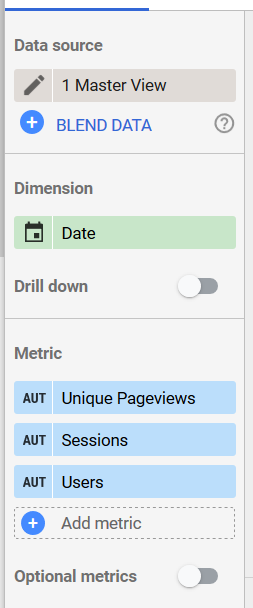 Data source
1 Master View
BLEND DATA
Dimension
Date
Drill down
Metric
AUT Unique Pageviews
AUT Sessions
AUT Users
Add metric
Optional metrics